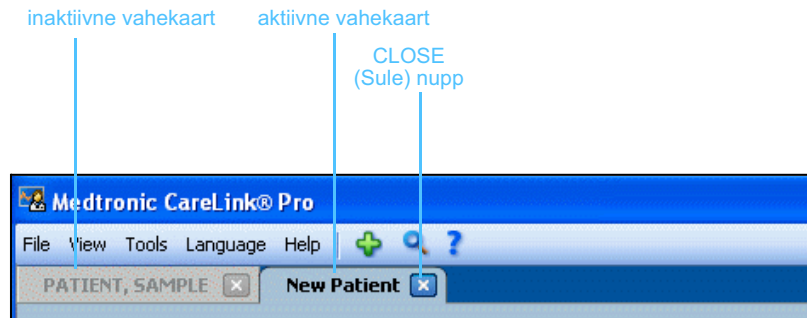 inaktiivne vahekaart aktiivne vahekaart
CLOSE
(Sule) nupp
Medtronic CareLink® Pro
File View Tools Language Help
PATIENT, SAMPLE New Patient